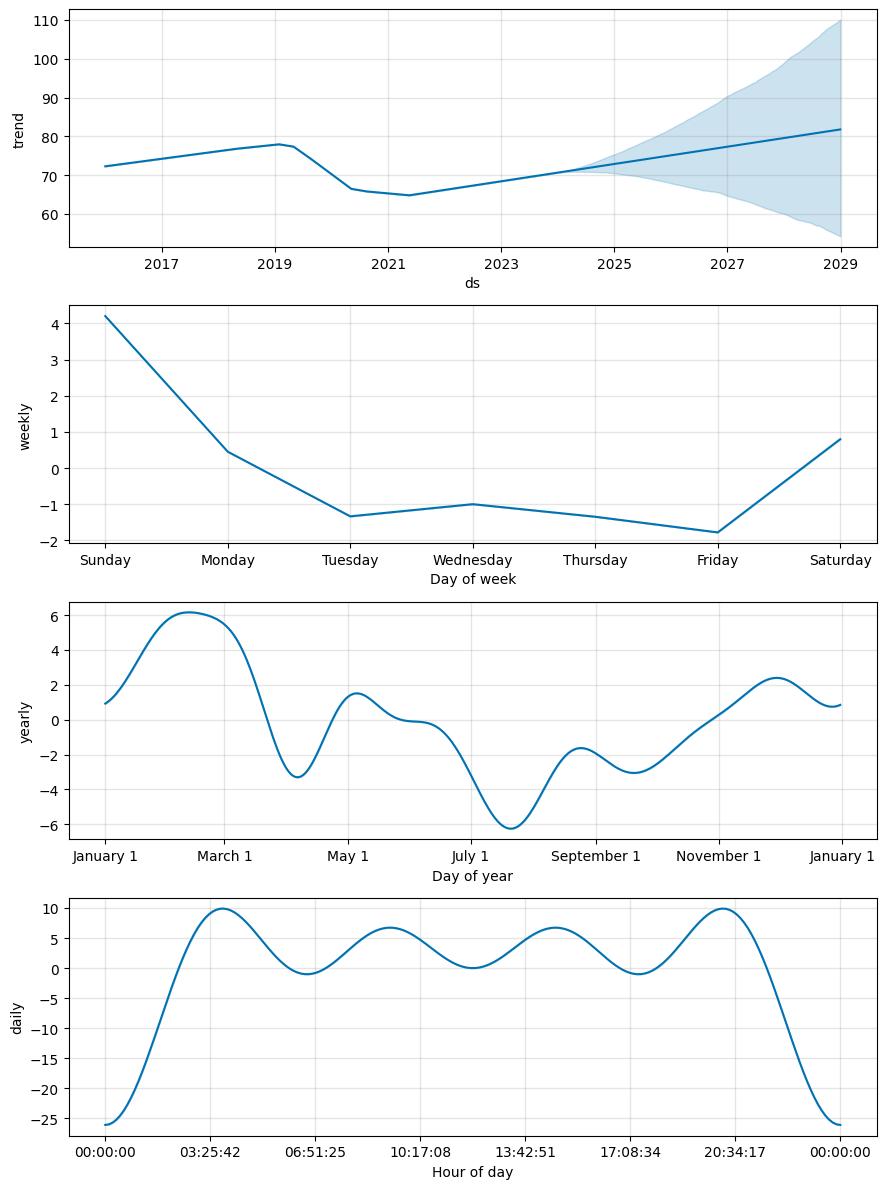 110
100
90
80
70
60
trend
2017 2019 2021 2023 2025 2027 2029
ds
4
3
2
1
0
−1
−2
weekly
Sunday Monday Tuesday Wednesday Thursday Friday Saturday
Day of week
6
4
2
0
−2
−4
−6
yearly
January 1 March 1 May 1 July 1 September 1 November 1 January 1
Day of year
10
5
0
−5
−10
−15
−20
−25
daily
00:00:00 03:25:42 06:51:25 10:17:08 13:42:51 17:08:34 20:34:17 00:00:00
Hour of day